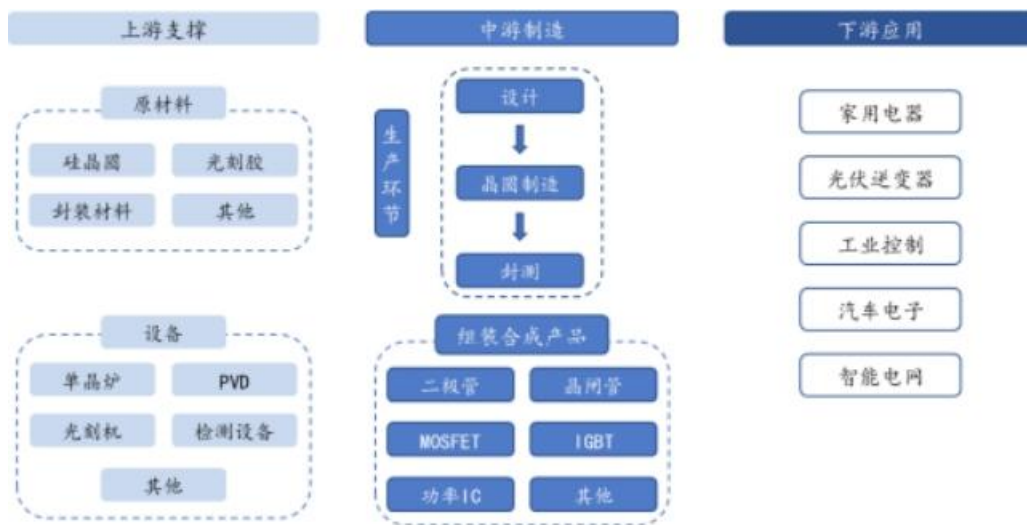 上游支撑
中游制造
下游应用
原材料
硅晶圆
光刻胶
封装材料
其他
设备
单晶炉
PVD
光刻机
检测设备
其他
生产环节
设计
晶圆制造
封测
组装合成产品
二极管
晶闸管
MOSFET
IGBT
功率IC
其他
家用电器
光伏逆变器
工业控制
汽车电子
智能电网